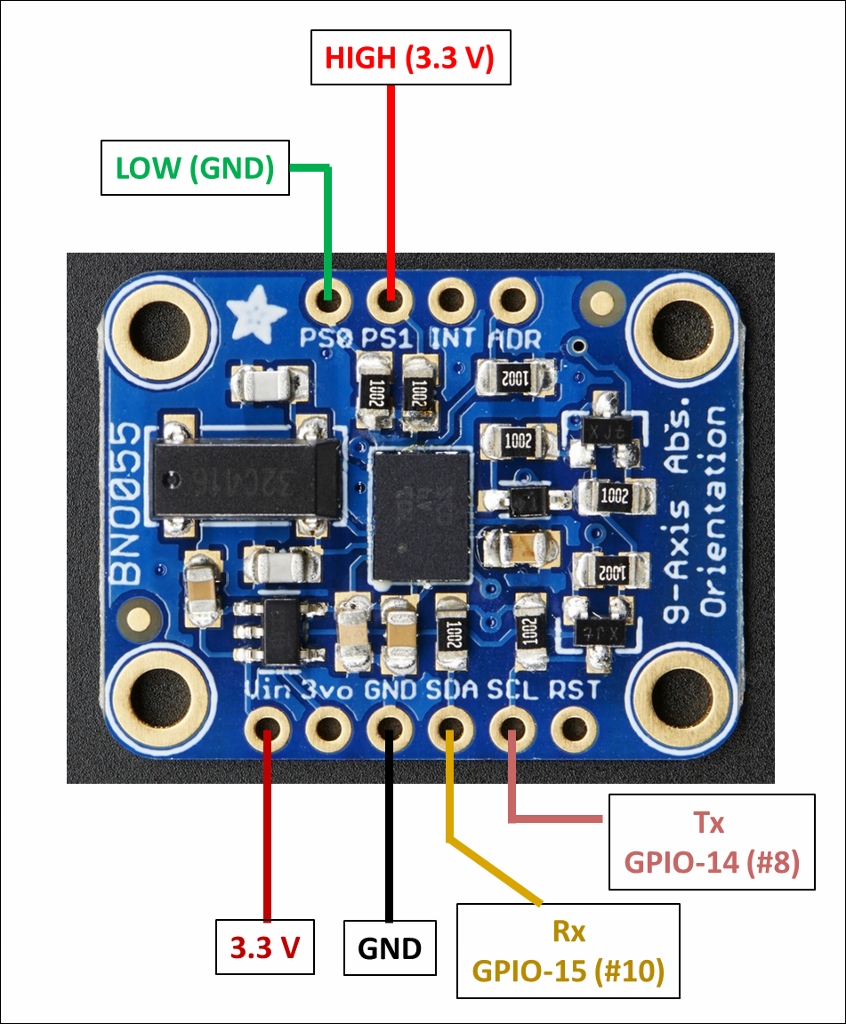 HIGH (3.3 V)
LOW (GND)
PS0 PS1 INT ADR
1002
1002
1002
1002
1002
1002
1002
1002
BNO055
9-Axis Abs.
Orientation
Vin 3vo GND SDA SCL RST
Tx
GPIO-14 (#8)
Rx
GPIO-15 (#10)
3.3 V
GND